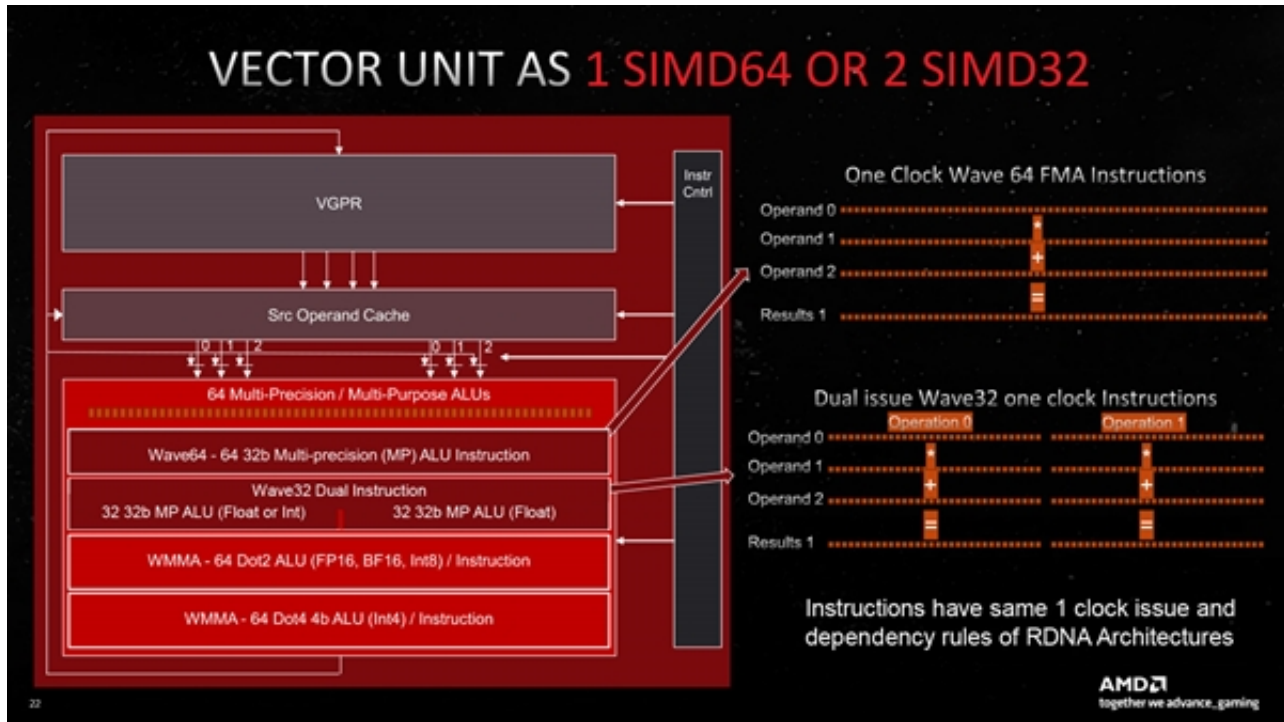 VECTOR UNIT AS 1 SIMD64 OR 2 SIMD32
VGPR
Instr
Cntrl
Src Operand Cache
0 1 2
0 1 2
64 Multi-Precision / Multi-Purpose ALUs
Wave64 - 64 32b Multi-precision (MP) ALU Instruction
Wave32 Dual Instruction
32 32b MP ALU (Float or Int) 32 32b MP ALU (Float)
WMMA - 64 Dot2 ALU (FP16, BF16, Int8) / Instruction
WMMA - 64 Dot4 4b ALU (Int4) / Instruction
One Clock Wave 64 FMA Instructions
Operand 0
*
Operand 1
+
Operand 2
=
Results 1
Dual issue Wave32 one clock Instructions
Operation 0 Operation 1
Operand 0
* *
Operand 1
+ +
Operand 2
= =
Results 1
Instructions have same 1 clock issue and
dependency rules of RDNA Architectures
AMD
together we advance_gaming
22